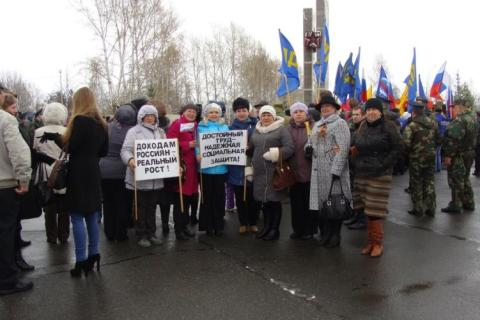 ДОХОДАМ
РОССИЯН -
РЕАЛЬНЫЙ
РОСТ !
ДОСТОЙНЫЙ
ТРУД-
НАДЕЖНАЯ
СОЦИАЛЬНАЯ
ЗАЩИТА!